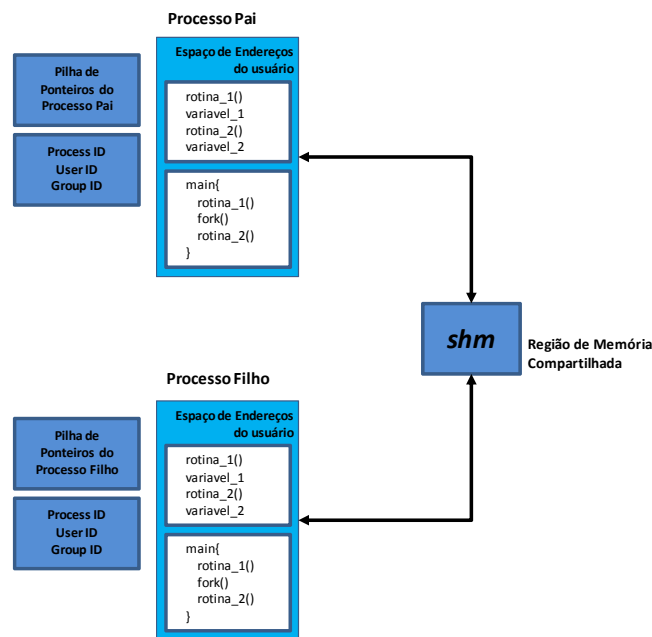 Processo Pai
Pilha de
Ponteiros do
Processo Pai
Process ID
User ID
Group ID
Espaço de Endereços
do usuário
rotina_1()
variavel_1
rotina_2()
variavel_2
main{
rotina_1()
fork()
rotina_2()
}
shm
Região de Memória
Compartilhada
Processo Filho
Pilha de
Ponteiros do
Processo Filho
Process ID
User ID
Group ID
Espaço de Endereços
do usuário
rotina_1()
variavel_1
rotina_2()
variavel_2
main{
rotina_1()
fork()
rotina_2()
}